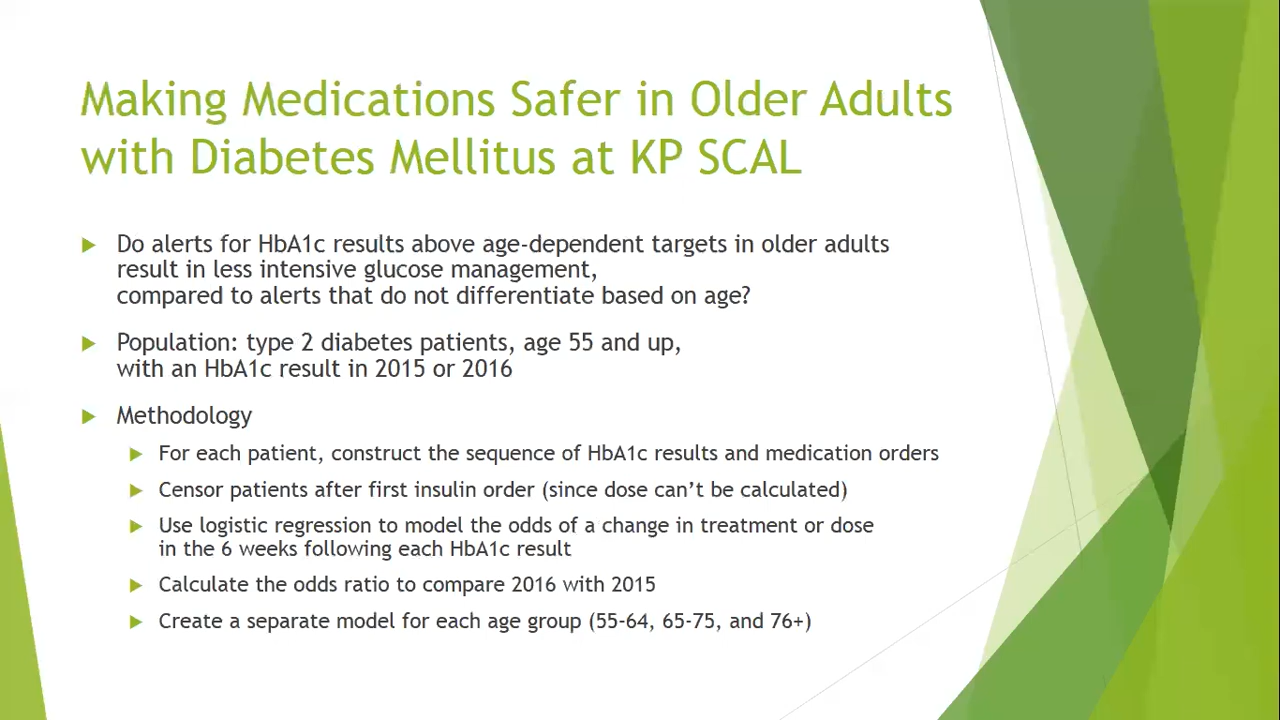 Making Medications Safer in Older Adults
with Diabetes Mellitus at KP SCAL
Do alerts for HbA1c results above age-dependent targets in older adults
result in less intensive glucose management,
compared to alerts that do not differentiate based on age?
Population: type 2 diabetes patients, age 55 and up,
with an HbA1c result in 2015 or 2016
Methodology
For each patient, construct the sequence of HbA1c results and medication orders
Censor patients after first insulin order (since dose can’t be calculated)
Use logistic regression to model the odds of a change in treatment or dose
in the 6 weeks following each HbA1c result
Calculate the odds ratio to compare 2016 with 2015
Create a separate model for each age group (55-64, 65-75, and 76+)